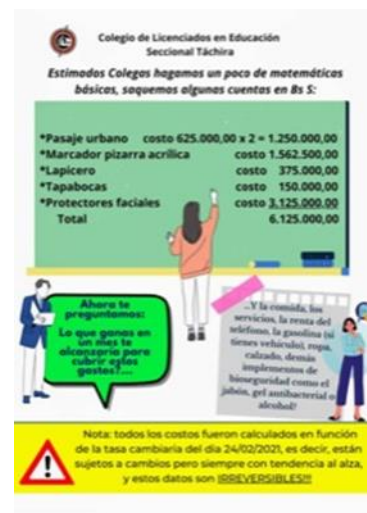 Colegio de Licenciados en Educación
Seccional Táchira
Estimados Colegas hagamos un poco de matemáticas
básicas, saquemos algunas cuentas en Bs S:
*Pasaje urbano costo 625.000,00 x 2 = 1.250.000,00
*Marcador pizarra acrílica costo 1.562.500,00
*Lapicero costo 375.000,00
*Tapabocas costo 150.000,00
*Protectores faciales costo 3.125.000.00
Total 6.125.000,00
Ahora te
preguntamos:
Lo que ganas en
un mes te
alcanzaría para
cubrir estos
gastos?....
...Y la comida, los
servicios, la renta del
telefono, la gasolina (si
tienes vehículo), ropa,
calzado, demás
implementos de
bioseguridad como el
jabón, gel antibacterial o
alcohol?
Nota: todos los costos fueron calculados en función
de la tasa cambiaria del día 24/02/2021, es decir, están
sujetos a cambios pero siempre con tendencia al alza,
y estos datos son IRREVERSIBLES!!!